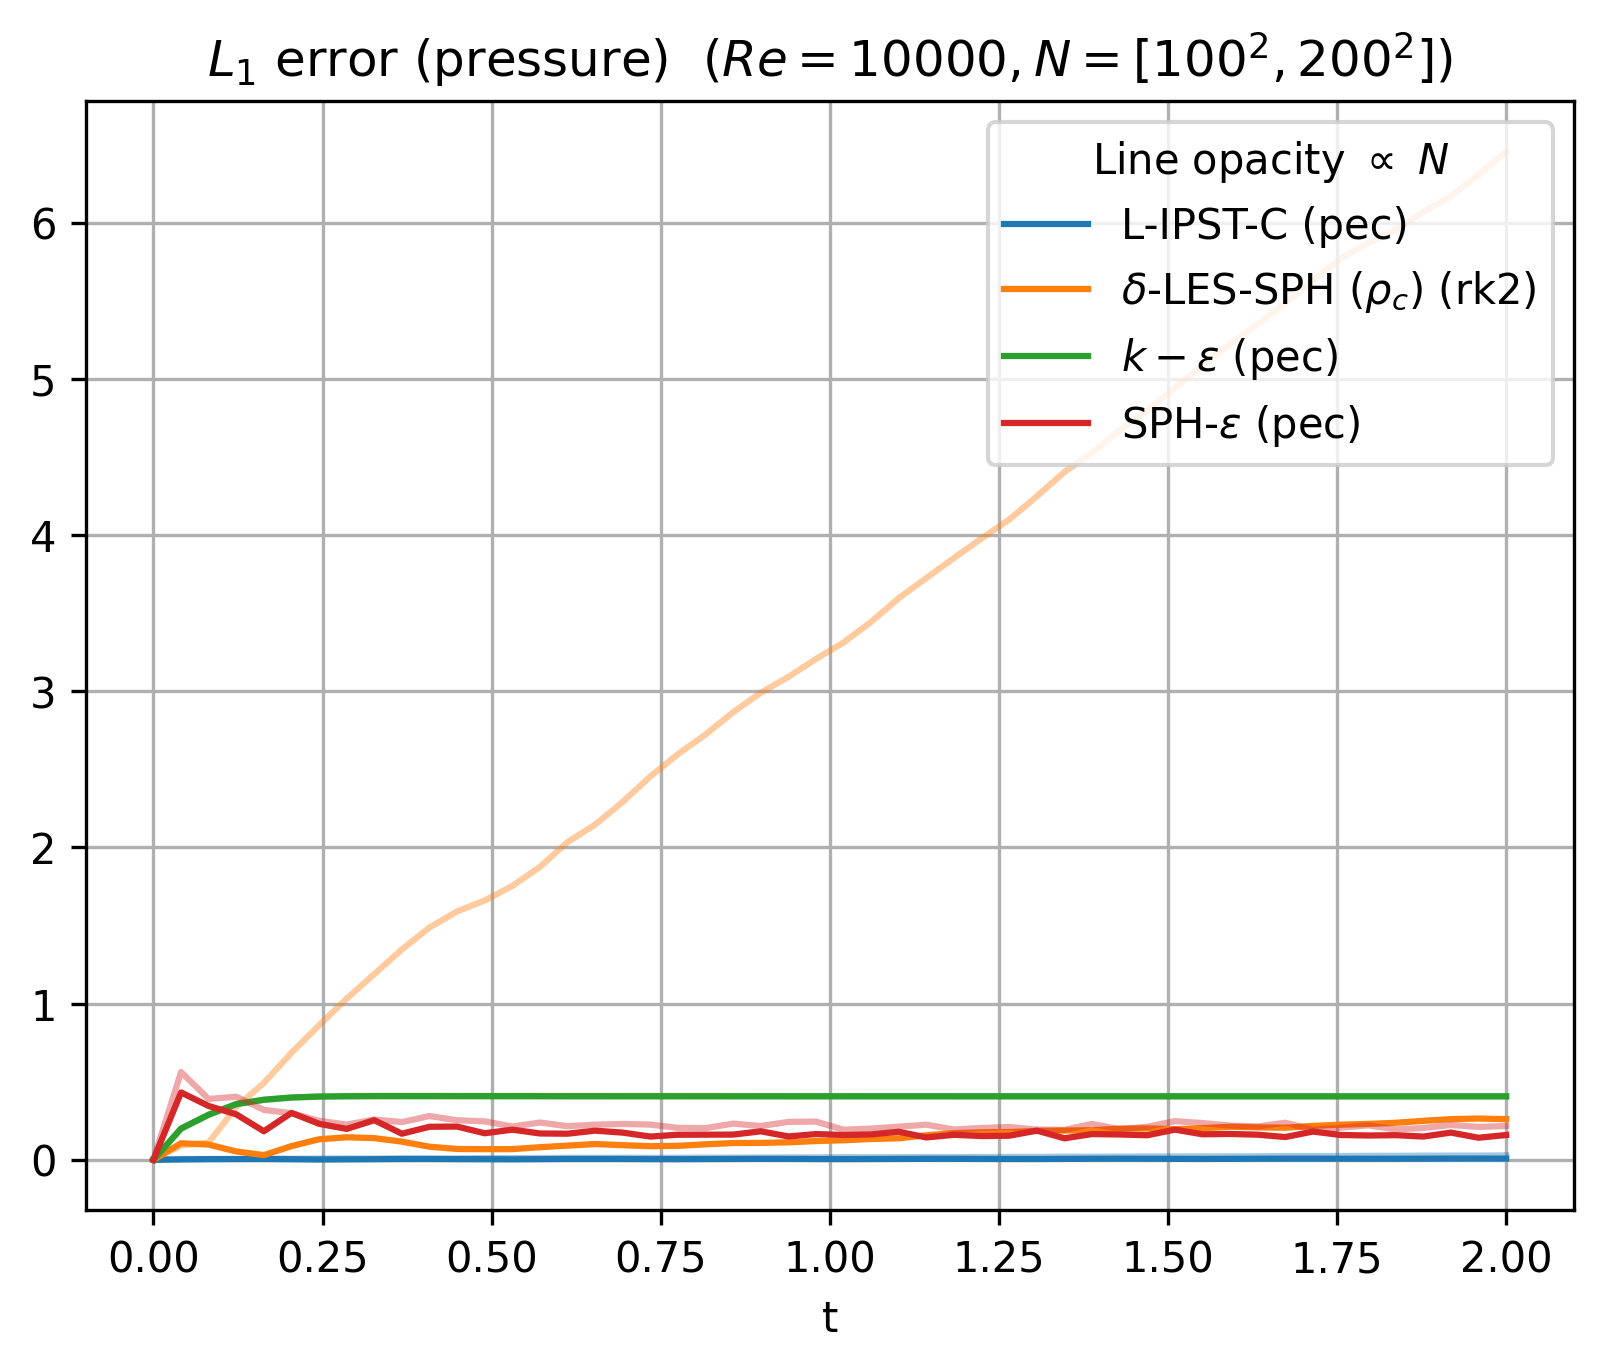 L₁ error (pressure) (Re = 10000, N = [100², 200²])
Line opacity ∝ N
L-IPST-C (pec)
δ-LES-SPH (ρ_c) (rk2)
k − ε (pec)
SPH-ε (pec)
6
5
4
3
2
1
0
0.00 0.25 0.50 0.75 1.00 1.25 1.50 1.75 2.00
t